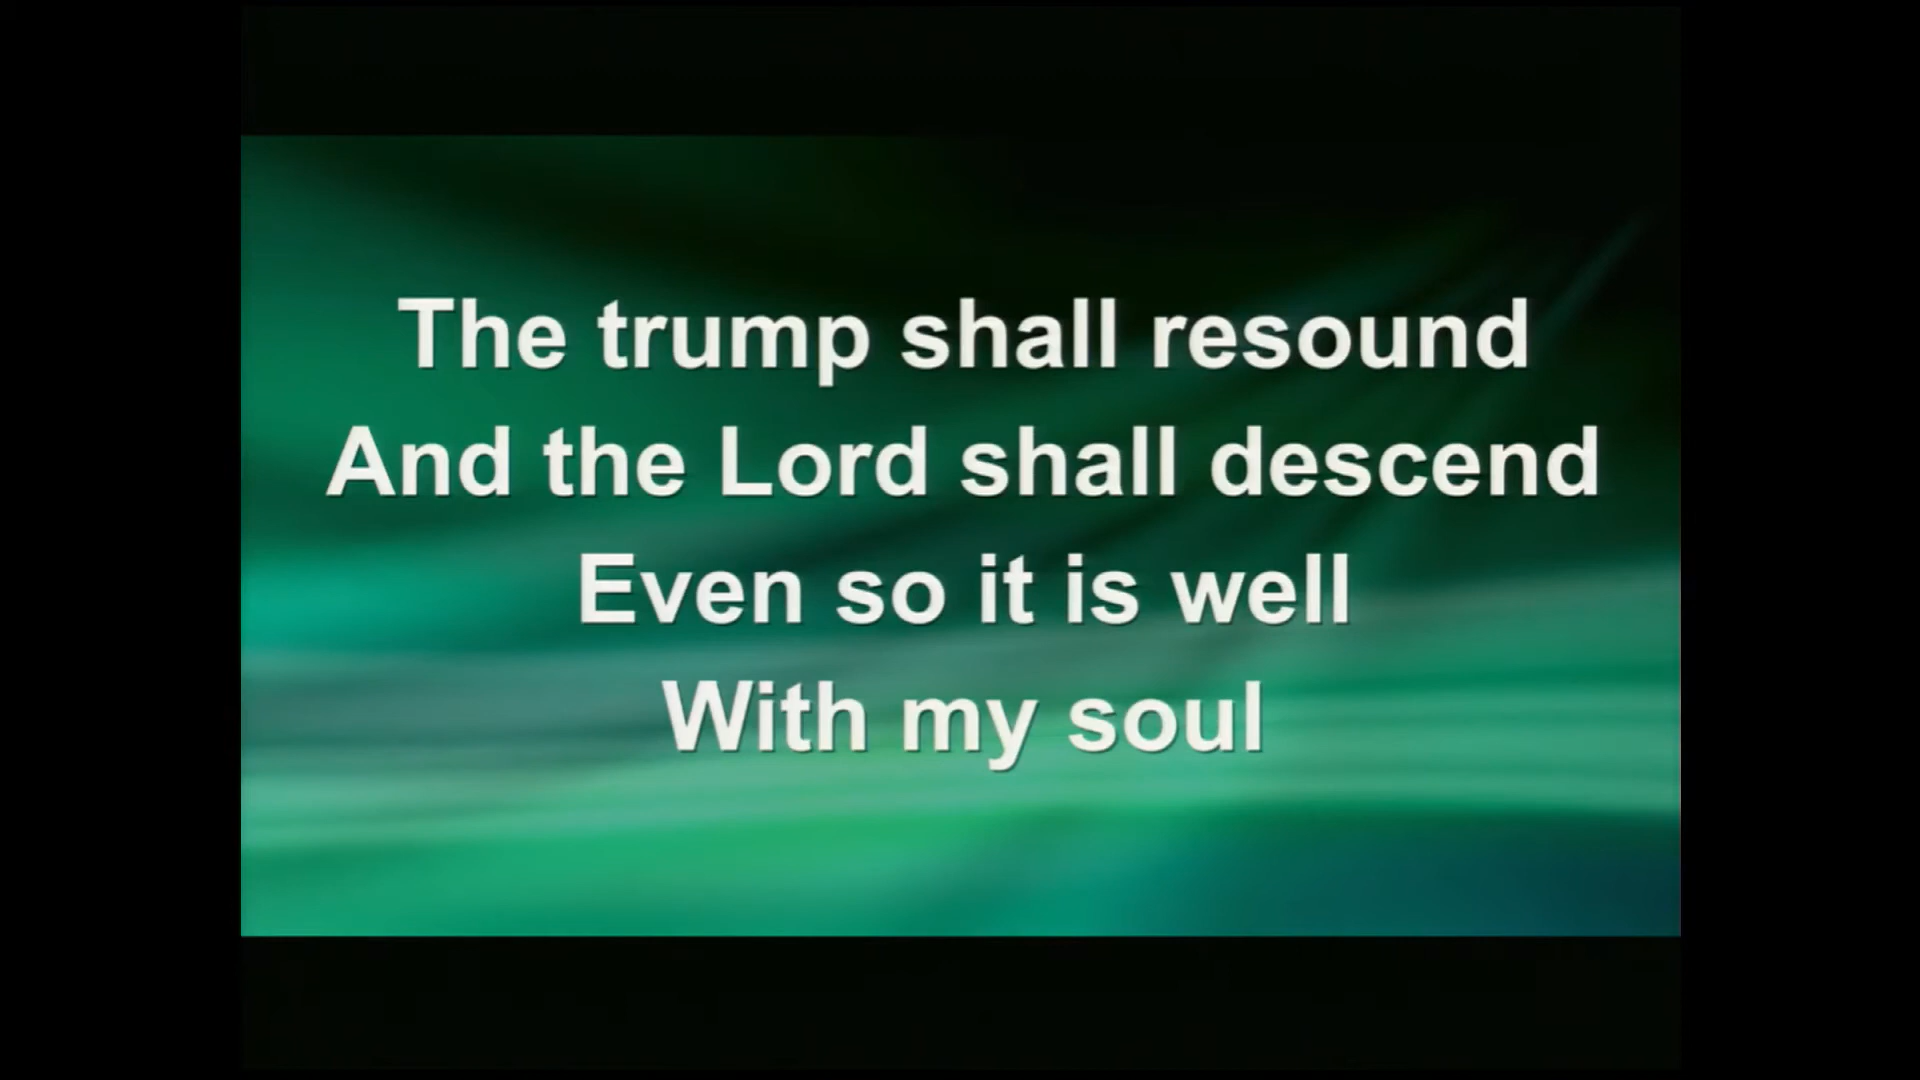 The trump shall resound
And the Lord shall descend
Even so it is well
With my soul